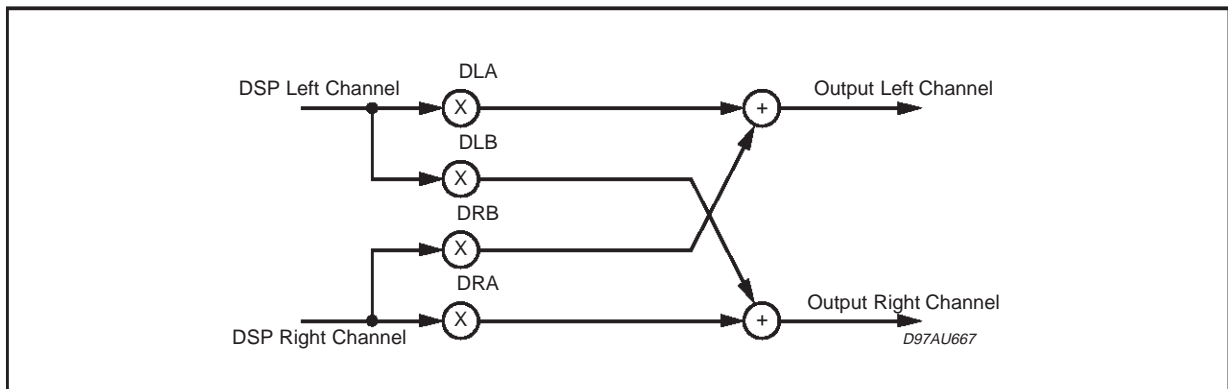 DLA
DSP Left Channel
X
+
Output Left Channel
DLB
X
DRB
X
DRA
X
+
Output Right Channel
DSP Right Channel
D97AU667